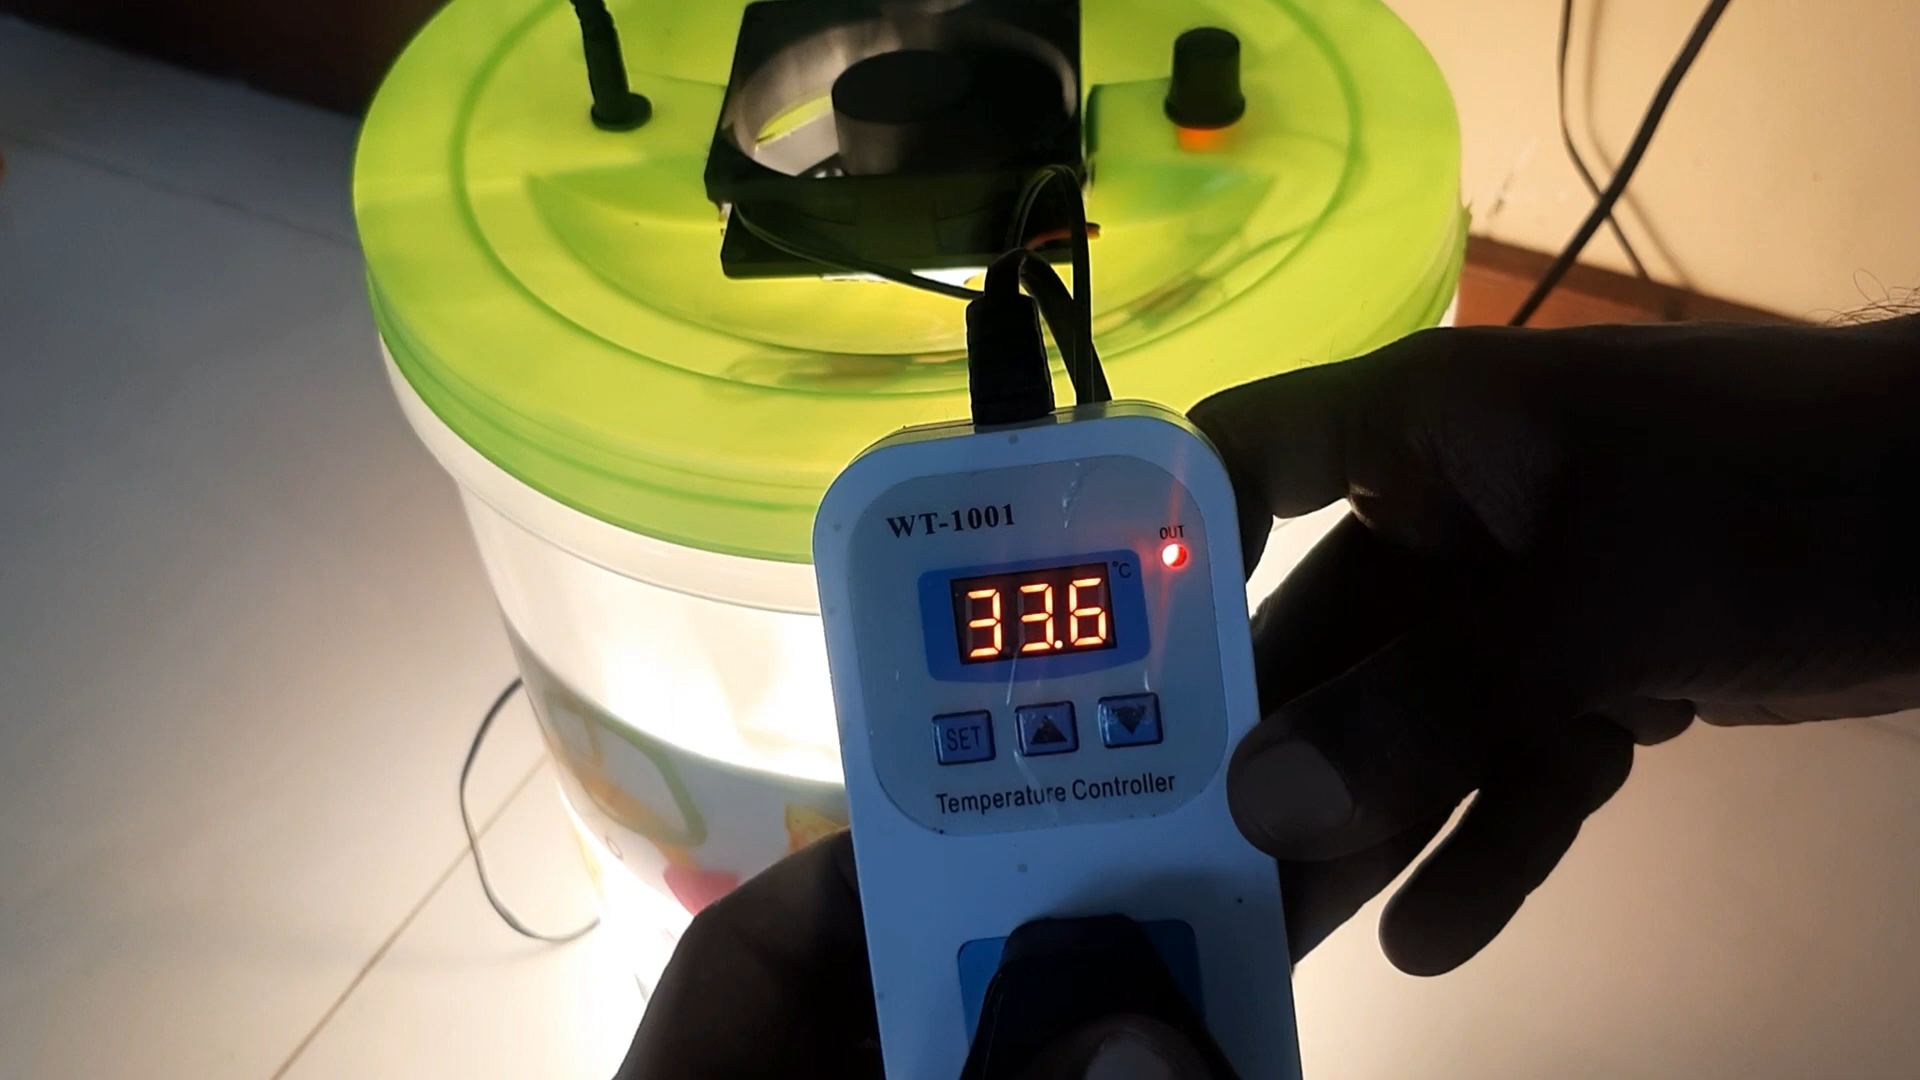 WT-1001
OUT
°C
33.6
SET
Temperature Controller